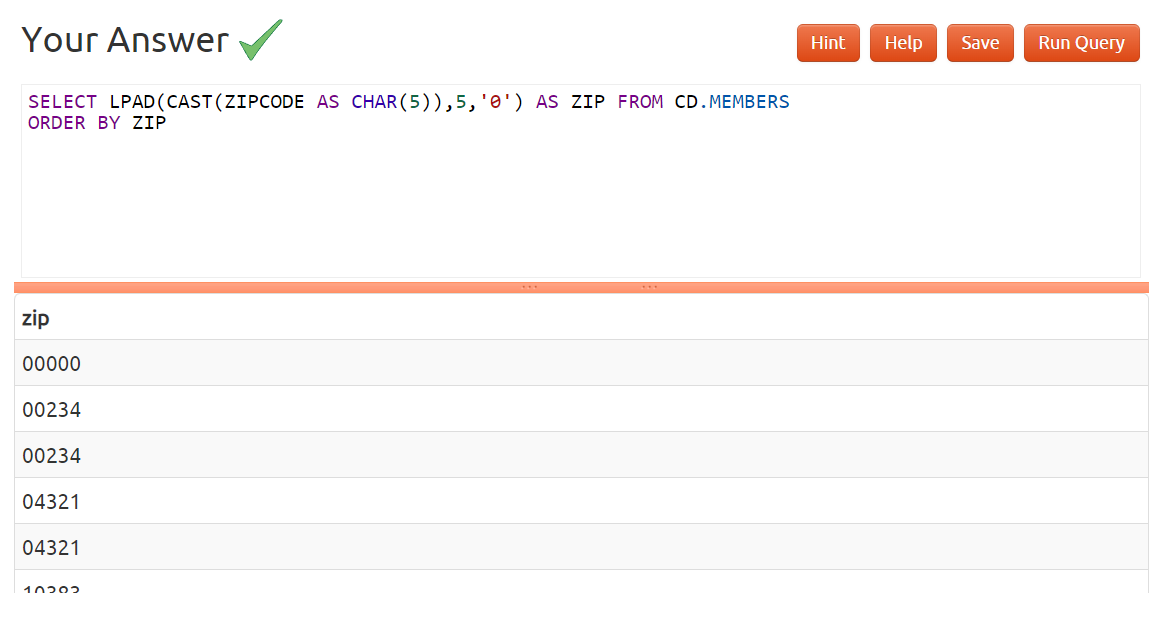 Your Answer
Hint Help Save Run Query
SELECT LPAD(CAST(ZIPCODE AS CHAR(5)),5,'0') AS ZIP FROM CD.MEMBERS
ORDER BY ZIP
zip
00000
00234
00234
04321
04321
10383